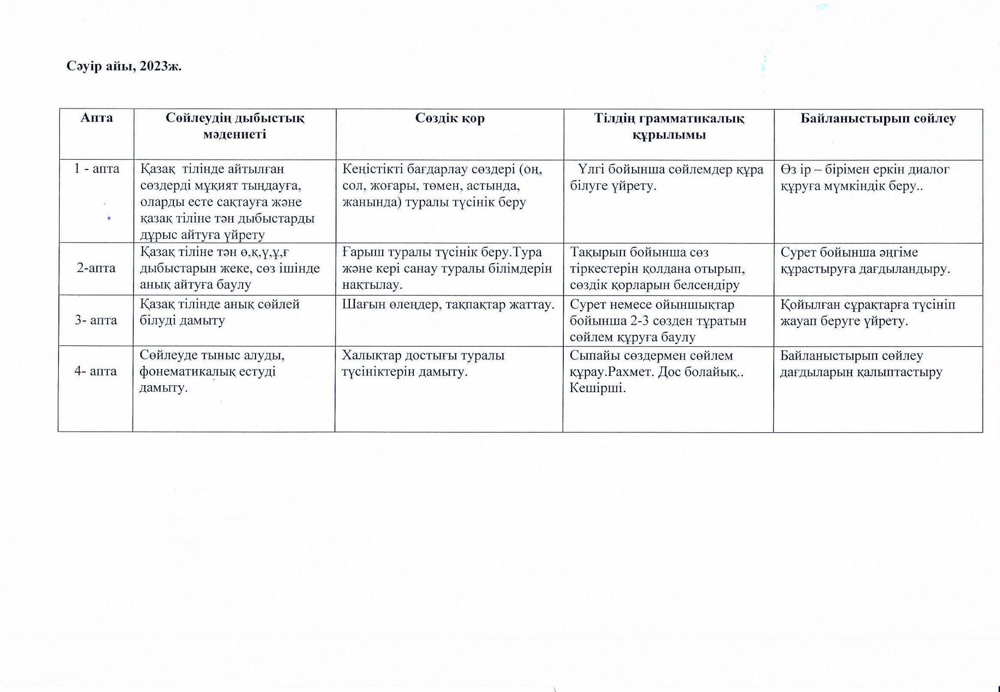 Сәуір айы, 2023ж.
Апта
Сөйлеудің дыбыстық
мәдениеті
Сөздік қор
Тілдің грамматикалық
құрылымы
Байланыстырып сөйлеу
1 - апта
Қазақ тілінде айтылған
сөздерді мұқият тыңдауға,
оларды есте сақтауға және
қазақ тіліне тән дыбыстарды
дұрыс айтуға үйрету
Кеңістікті бағдарлау сөздері (оң,
сол, жоғары, төмен, астында,
жанында) туралы түсінік беру
Үлгі бойынша сөйлемдер құра
білуге үйрету.
Өз ір – бірімен еркін диалог
құруға мүмкіндік беру..
2-апта
Қазақ тіліне тән ө,қ,ү,ұ,ғ
дыбыстарын жеке, сөз ішінде
анық айтуға баулу
Ғарыш туралы түсінік беру.Тура
және кері санау туралы білімдерін
нақтылау.
Тақырып бойынша сөз
тіркестерін қолдана отырып,
сөздік қорларын белсендіру
Сурет бойынша әңгіме
құрастыруға дағдыландыру.
3- апта
Қазақ тілінде анық сөйлей
білуді дамыту
Шағын өлеңдер, тақпақтар жаттау.
Сурет немесе ойыншықтар
бойынша 2-3 сөзден тұратын
сөйлем құруға баулу
Қойылған сұрақтарға түсініп
жауап беруге үйрету.
4- апта
Сөйлеуде тыныс алуды,
фонематикалық естуді
дамыту.
Халықтар достығы туралы
түсініктерін дамыту.
Сыпайы сөздермен сөйлем
құрау.Рахмет. Дос болайық..
Кешірші.
Байланыстырып сөйлеу
дағдыларын қалыптастыру